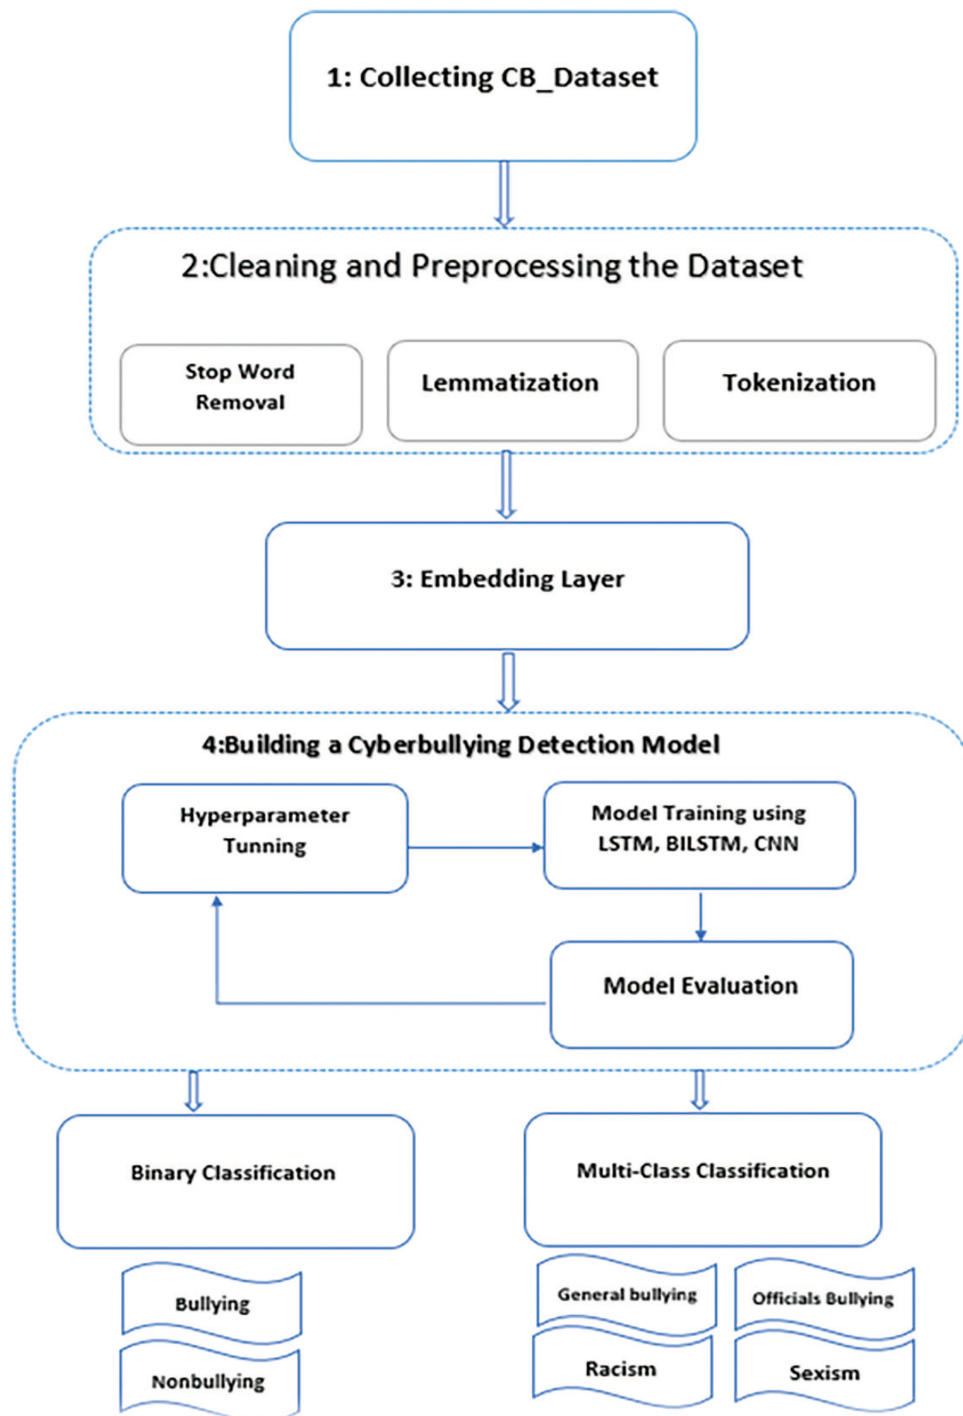 1: Collecting CB_Dataset
2:Cleaning and Preprocessing the Dataset
Stop Word
Removal
Lemmatization
Tokenization
3: Embedding Layer
4:Building a Cyberbullying Detection Model
Hyperparameter
Tunning
Model Training using
LSTM, BILSTM, CNN
Model Evaluation
Binary Classification
Multi-Class Classification
Bullying
Nonbullying
General bullying
Officials Bullying
Racism
Sexism